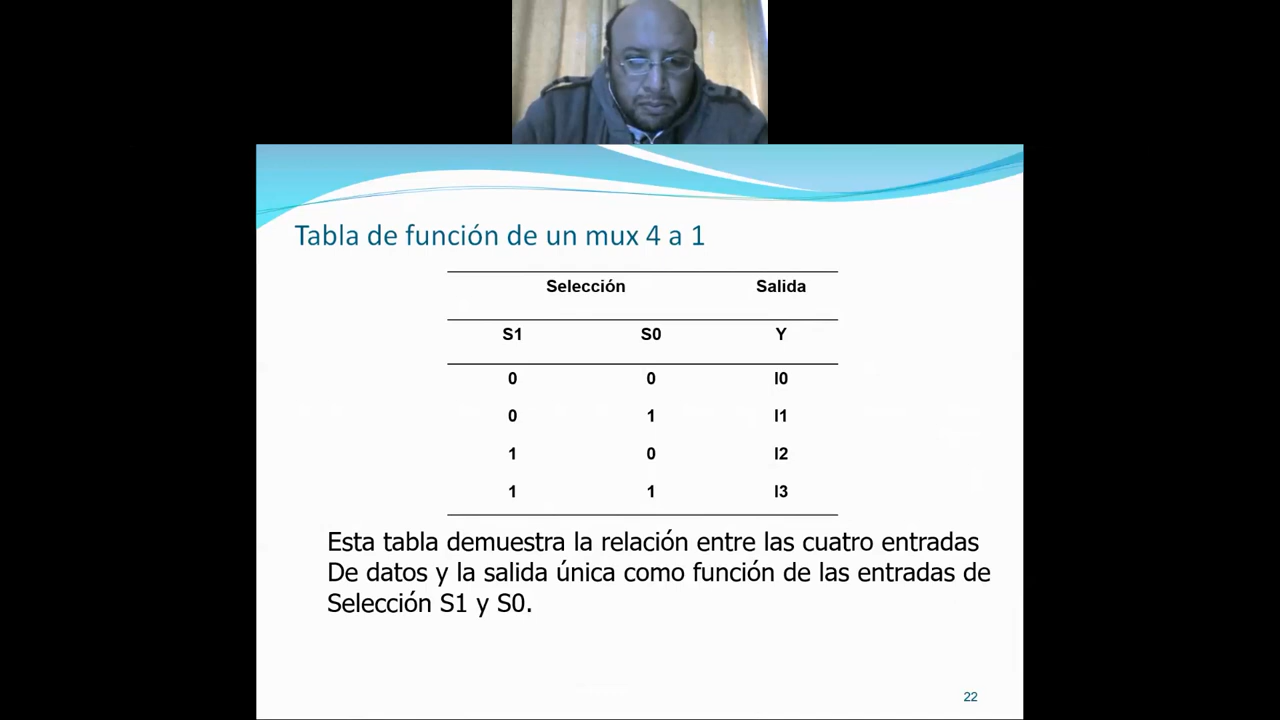 Tabla de función de un mux 4 a 1
Selección Salida
S1 S0 Y
0 0 I0
0 1 I1
1 0 I2
1 1 I3
Esta tabla demuestra la relación entre las cuatro entradas
De datos y la salida única como función de las entradas de
Selección S1 y S0.
22